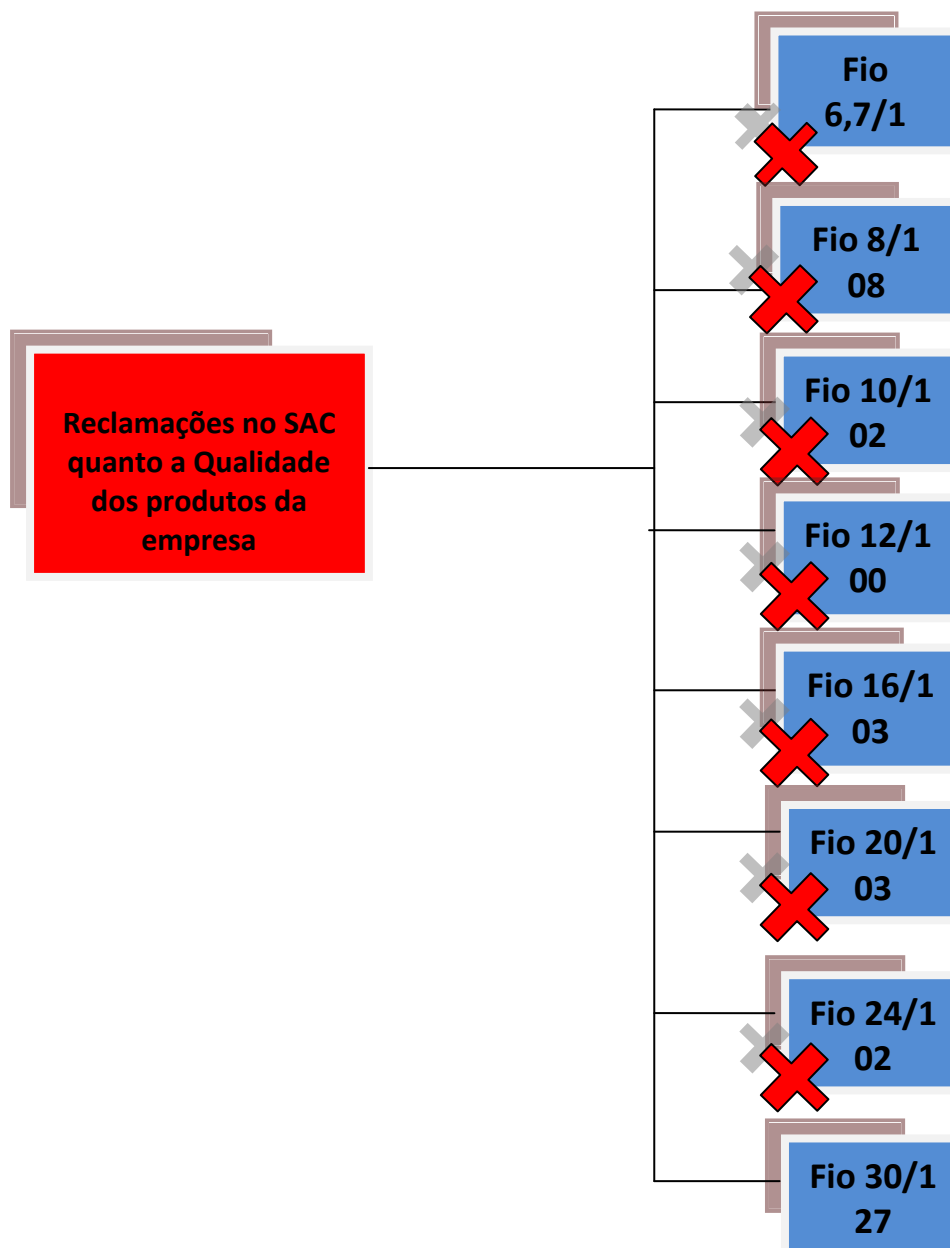 Reclamações no SAC
quanto a Qualidade
dos produtos da
empresa
Fio
6,7/1
Fio 8/1
08
Fio 10/1
02
Fio 12/1
00
Fio 16/1
03
Fio 20/1
03
Fio 24/1
02
Fio 30/1
27